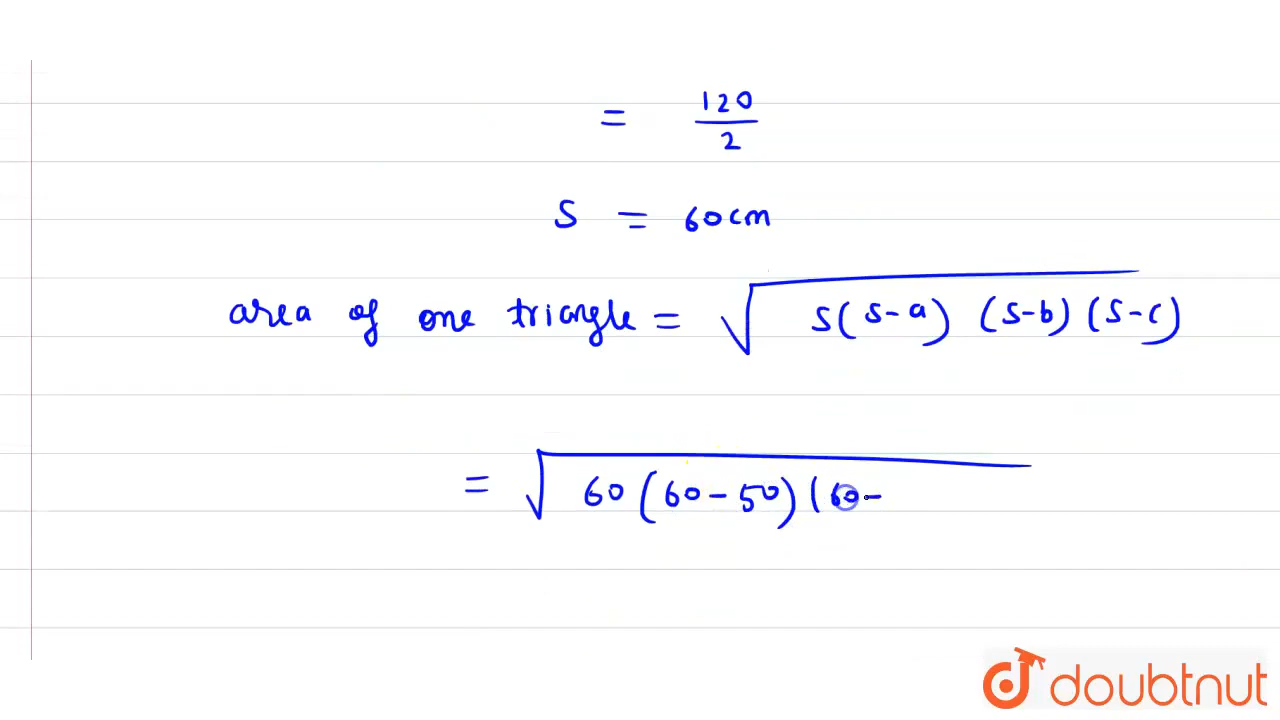 = 120/2
S = 60cm
area of one triangle = √ S(S-a) (S-b) (S-c)
= √ 60 (60-50) (60-
doubtnut